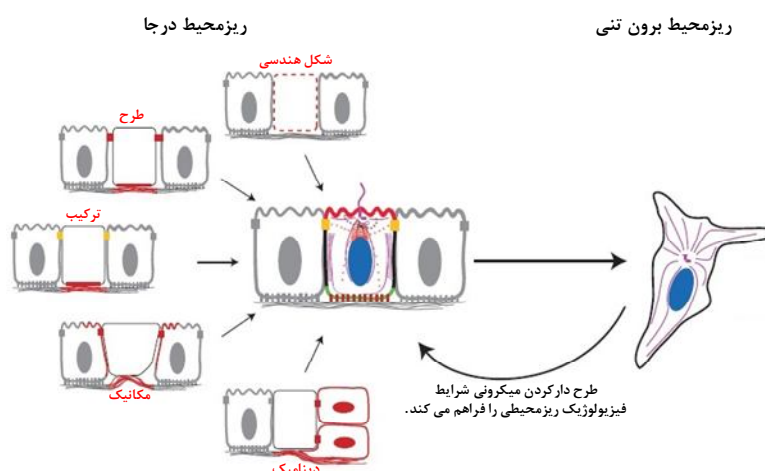 ریزمحیط برون تنی
ریزمحیط درجا
شکل هندسی
طرح
ترکیب
مکانیک
دینامیک
طرح دارکردن میکرونی شرایط
فیزیولوژیک ریزمحیطی را فراهم می کند.